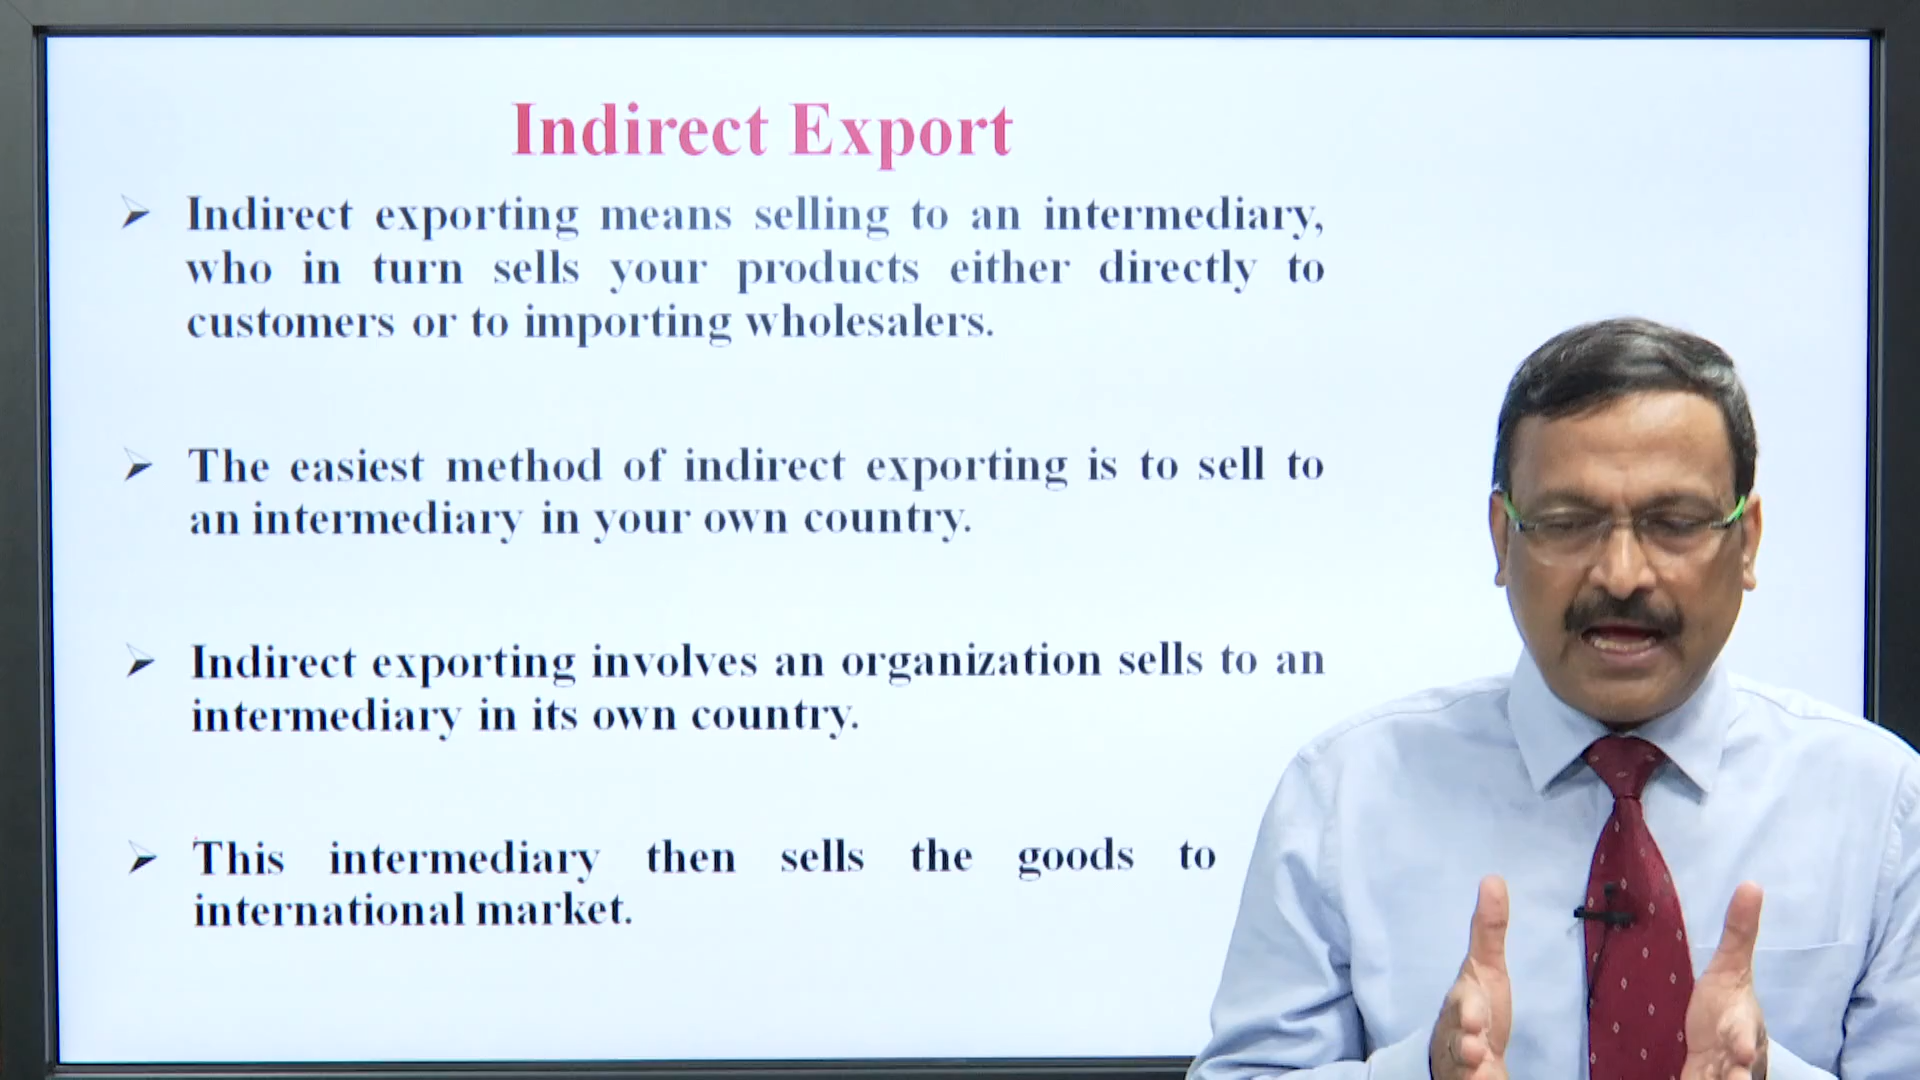 Indirect Export
➤ Indirect exporting means selling to an intermediary,
who in turn sells your products either directly to
customers or to importing wholesalers.
➤ The easiest method of indirect exporting is to sell to
an intermediary in your own country.
➤ Indirect exporting involves an organization sells to an
intermediary in its own country.
➤ This intermediary then sells the goods to
international market.